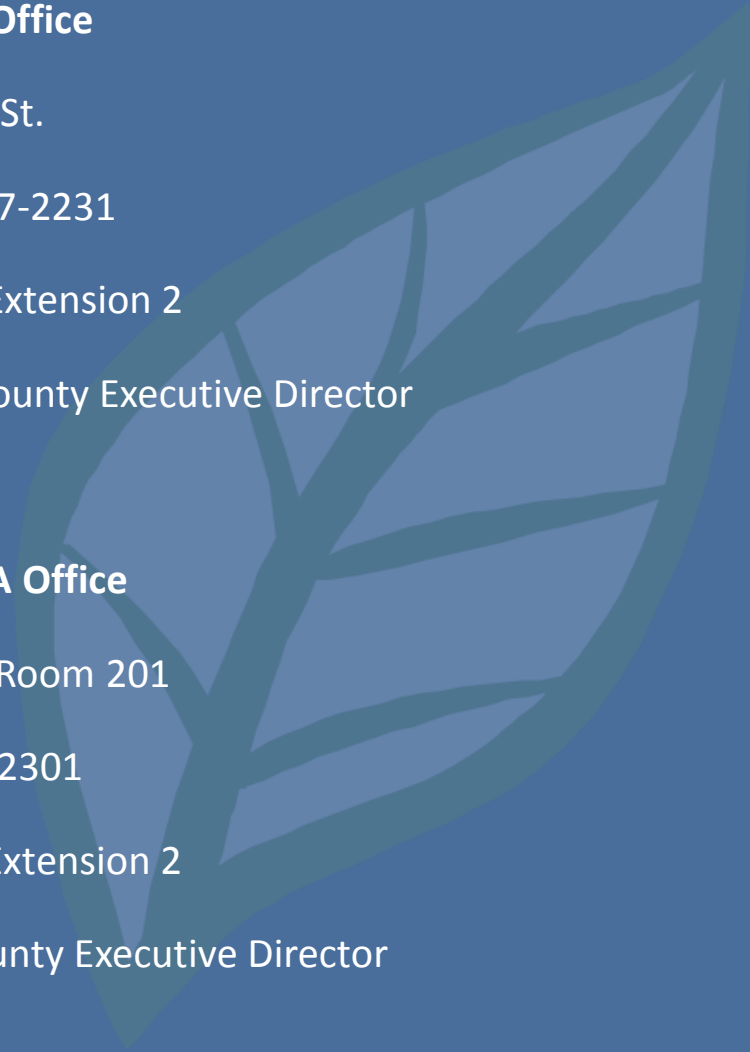 Office
St.
7-2231
Extension 2
ounty Executive Director
A Office
Room 201
2301
Extension 2
unty Executive Director